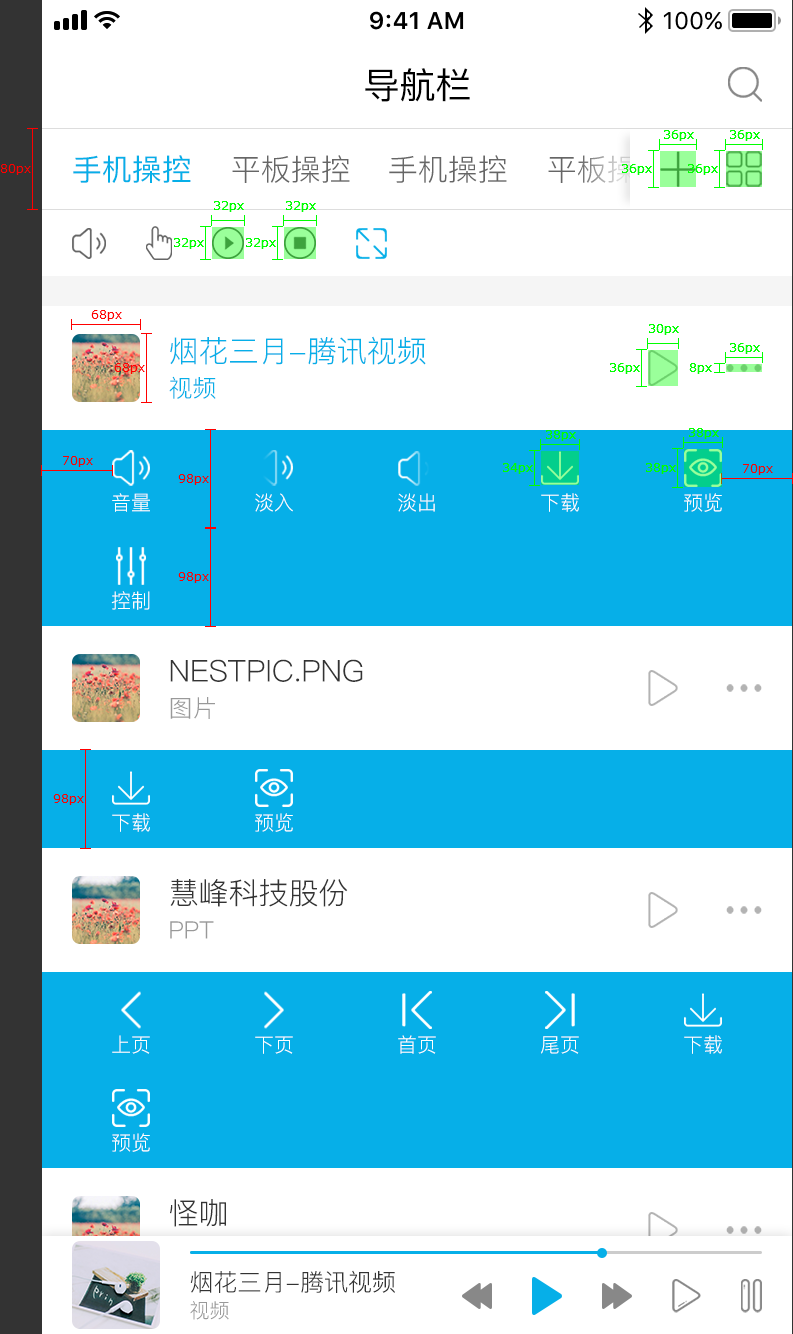 9:41 AM 100%
导航栏
36px 36px
80px 手机操控 平板操控 手机操控 平板操 36px 36px
32px 32px
32px 32px
68px 30px 36px
烟花三月–腾讯视频
68px 36px 8px
视频
38px 38px
70px 98px 34px 38px 70px
音量 淡入 淡出 下载 预览
98px
控制
NESTPIC.PNG
图片
98px
下载 预览
慧峰科技股份
PPT
上页 下页 首页 尾页 下载
预览
怪咖
烟花三月–腾讯视频
视频